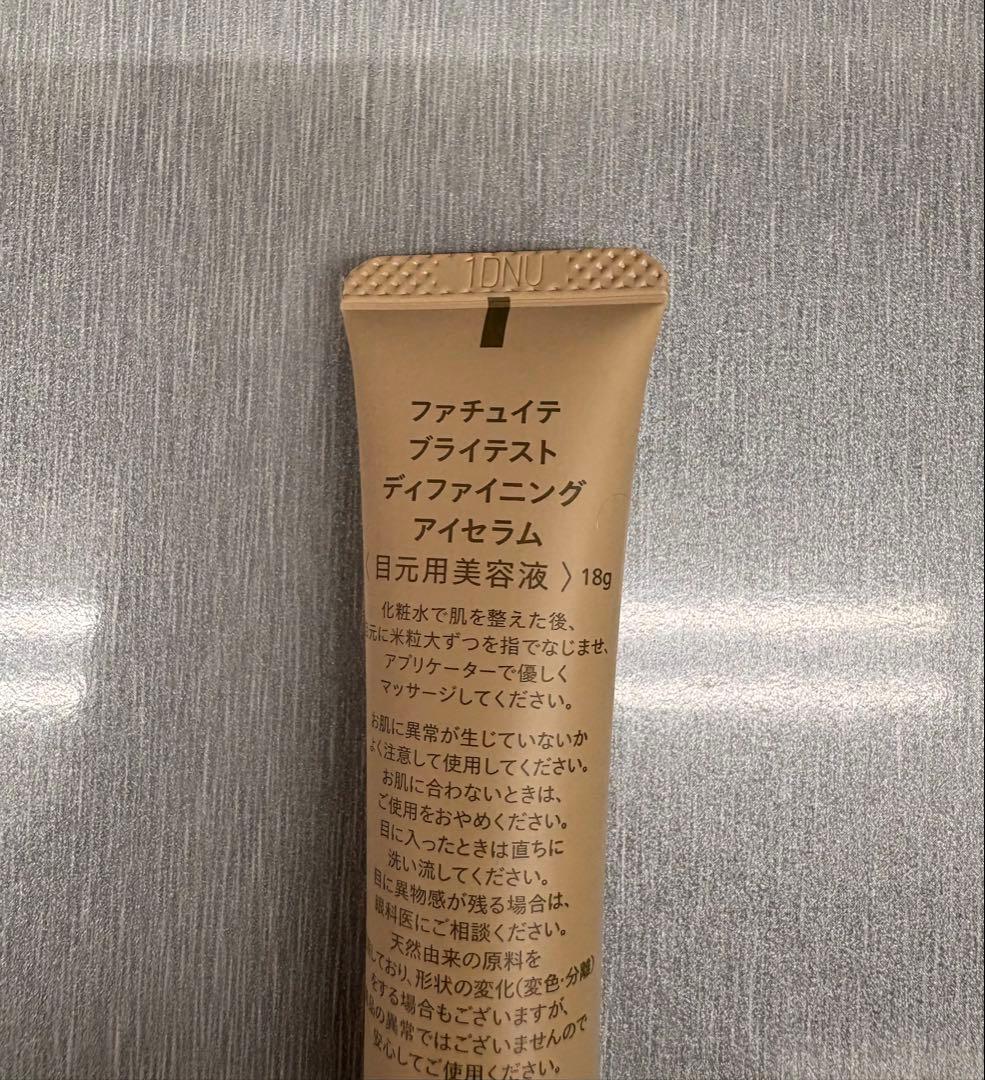 1DNU
ファチュイテ
ブライテスト
ディファイニング
アイセラム
〈目元用美容液 〉18g
化粧水で肌を整えた後、
目元に米粒大ずつを指でなじませ、
アプリケーターで優しく
マッサージしてください。
お肌に異常が生じていないか
よく注意して使用してください。
お肌に合わないときは、
ご使用をおやめください。
目に入ったときは直ちに
洗い流してください。
目に異物感が残る場合は、
眼科医にご相談ください。
天然由来の原料を
しており、形状の変化(変色・分離)
をする場合もございますが、
品の異常ではございませんので
安心してご使用ください。